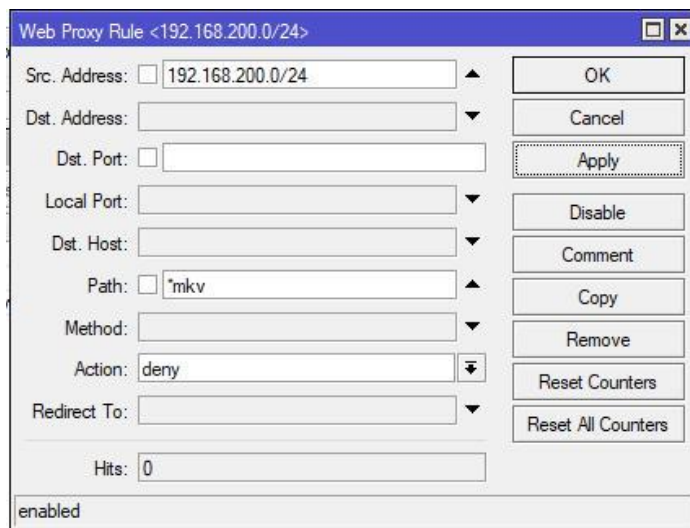 Web Proxy Rule <192.168.200.0/24>
Src. Address: 192.168.200.0/24
Dst. Address:
Dst. Port:
Local Port:
Dst. Host:
Path: *mkv
Method:
Action: deny
Redirect To:
Hits: 0
enabled
OK
Cancel
Apply
Disable
Comment
Copy
Remove
Reset Counters
Reset All Counters